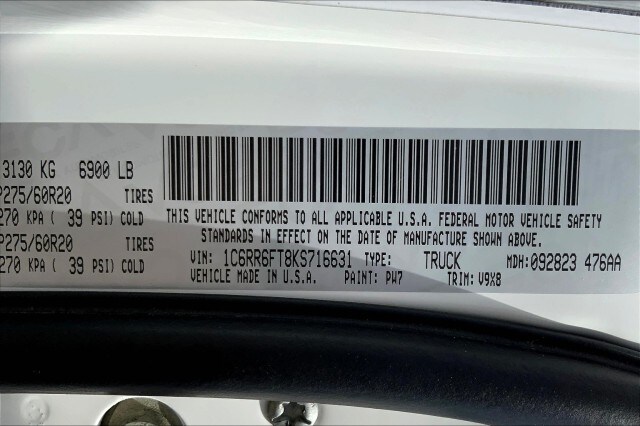 3130 KG 6900 LB
P275/60R20 TIRES
270 KPA ( 39 PSI) COLD
P275/60R20 TIRES
270 KPA ( 39 PSI) COLD
THIS VEHICLE CONFORMS TO ALL APPLICABLE U.S.A. FEDERAL MOTOR VEHICLE SAFETY
STANDARDS IN EFFECT ON THE DATE OF MANUFACTURE SHOWN ABOVE.
VIN: 1C6RR6FT8KS716631 TYPE: TRUCK MDH: 092823 476AA
VEHICLE MADE IN U.S.A. PAINT: PW7 TRIM: V9X8